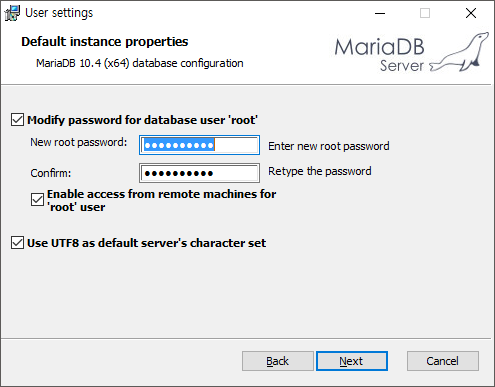 User settings
Default instance properties
MariaDB 10.4 (x64) database configuration
MariaDB
Server
Modify password for database user 'root'
New root password:
●●●●●●●●●●
Enter new root password
Confirm:
●●●●●●●●●●
Retype the password
Enable access from remote machines for
'root' user
Use UTF8 as default server's character set
Back
Next
Cancel